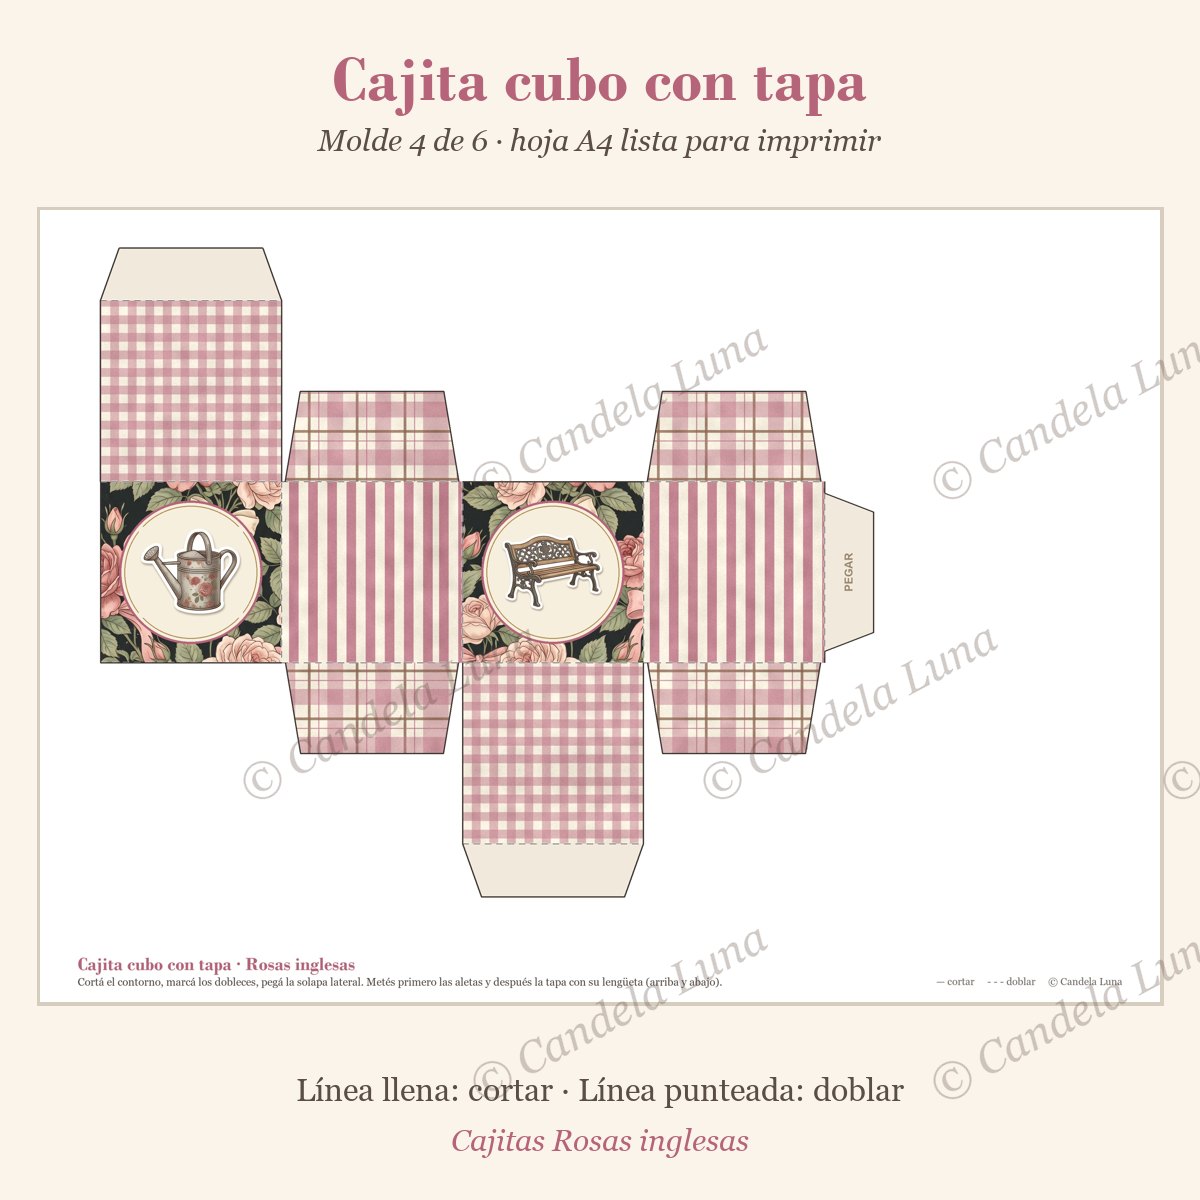 Cajita cubo con tapa
Molde 4 de 6 · hoja A4 lista para imprimir
© Candela Luna
© Candela Luna
PEGAR
© Candela Luna
© Candela Luna
©
Cajita cubo con tapa · Rosas inglesas
Cortá el contorno, marcá los dobleces, pegá la solapa lateral. Metés primero las aletas y después la tapa con su lengüeta (arriba y abajo).
— cortar - - - doblar © Candela Luna
© Candela Luna
© Candela Lun
Línea llena: cortar · Línea punteada: doblar
Cajitas Rosas inglesas